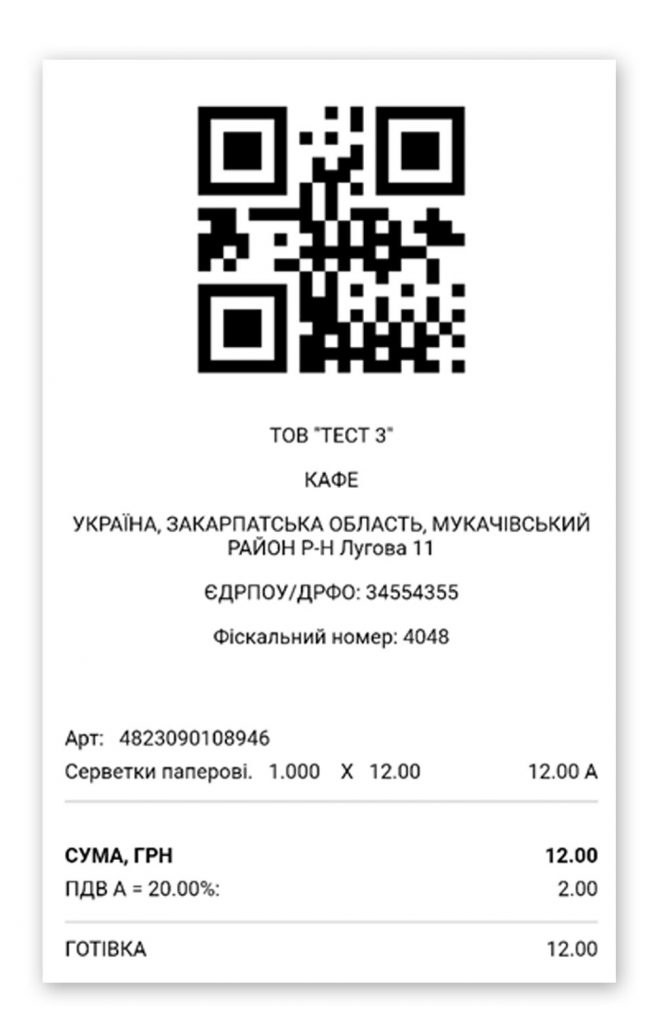 ТОВ "ТЕСТ 3"
КАФЕ
УКРАЇНА, ЗАКАРПАТСЬКА ОБЛАСТЬ, МУКАЧІВСЬКИЙ
РАЙОН Р-Н Лугова 11
ЄДРПОУ/ДРФО: 34554355
Фіскальний номер: 4048
Арт: 4823090108946
Серветки паперові. 1.000 X 12.00 12.00 А
СУМА, ГРН 12.00
ПДВ А = 20.00%: 2.00
ГОТІВКА 12.00